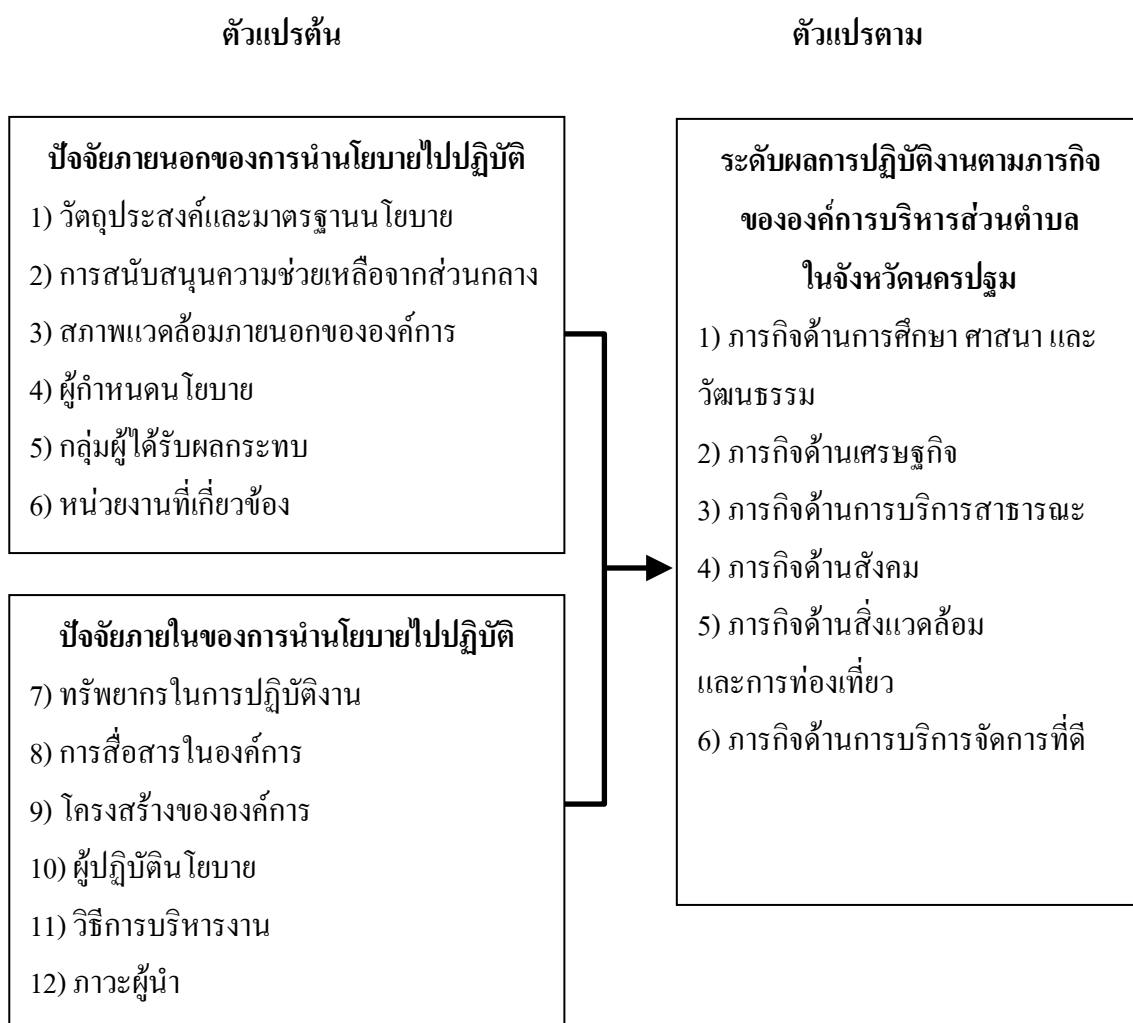 ตัวแปรต้น
ตัวแปรตาม
ปัจจัยภายนอกของการนำนโยบายไปปฏิบัติ
1) วัตถุประสงค์และมาตรฐานนโยบาย
2) การสนับสนุนความช่วยเหลือจากส่วนกลาง
3) สภาพแวดล้อมภายนอกขององค์การ
4) ผู้กำหนดนโยบาย
5) กลุ่มผู้ได้รับผลกระทบ
6) หน่วยงานที่เกี่ยวข้อง
ปัจจัยภายในของการนำนโยบายไปปฏิบัติ
7) ทรัพยากรในการปฏิบัติงาน
8) การสื่อสารในองค์การ
9) โครงสร้างขององค์การ
10) ผู้ปฏิบัตินโยบาย
11) วิธีการบริหารงาน
12) ภาวะผู้นำ
ระดับผลการปฏิบัติงานตามภารกิจ
ขององค์การบริหารส่วนตำบล
ในจังหวัดนครปฐม
1) ภารกิจด้านการศึกษา ศาสนา และ
วัฒนธรรม
2) ภารกิจด้านเศรษฐกิจ
3) ภารกิจด้านการบริการสาธารณะ
4) ภารกิจด้านสังคม
5) ภารกิจด้านสิ่งแวดล้อม
และการท่องเที่ยว
6) ภารกิจด้านการบริการจัดการที่ดี